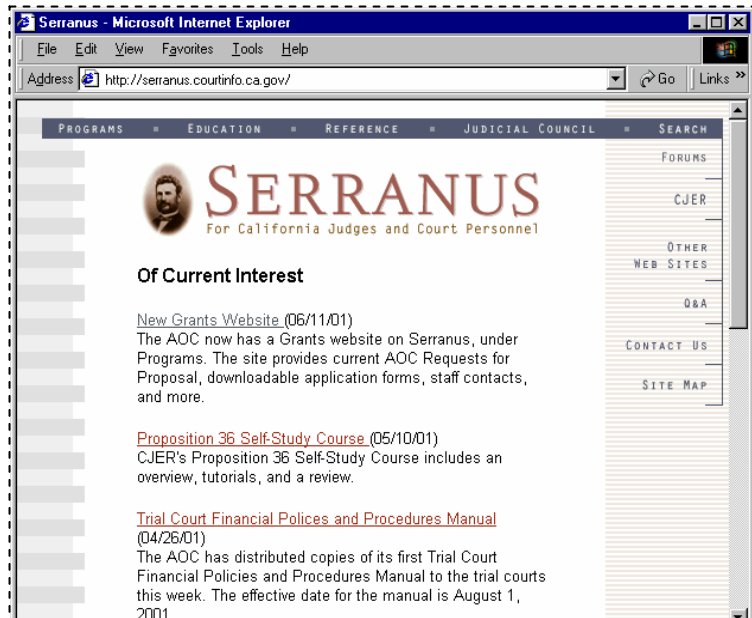 Serranus - Microsoft Internet Explorer
File Edit View Favorites Tools Help
Address http://serranus.courtinfo.ca.gov/ Go Links »
PROGRAMS EDUCATION REFERENCE JUDICIAL COUNCIL SEARCH
FORUMS
CJER
OTHER
WEB SITES
Q&A
CONTACT US
SITE MAP
SERRANUS
For California Judges and Court Personnel
Of Current Interest
New Grants Website (06/11/01)
The AOC now has a Grants website on Serranus, under
Programs. The site provides current AOC Requests for
Proposal, downloadable application forms, staff contacts,
and more.
Proposition 36 Self-Study Course (05/10/01)
CJER's Proposition 36 Self-Study Course includes an
overview, tutorials, and a review.
Trial Court Financial Polices and Procedures Manual
(04/26/01)
The AOC has distributed copies of its first Trial Court
Financial Policies and Procedures Manual to the trial courts
this week. The effective date for the manual is August 1,
2001